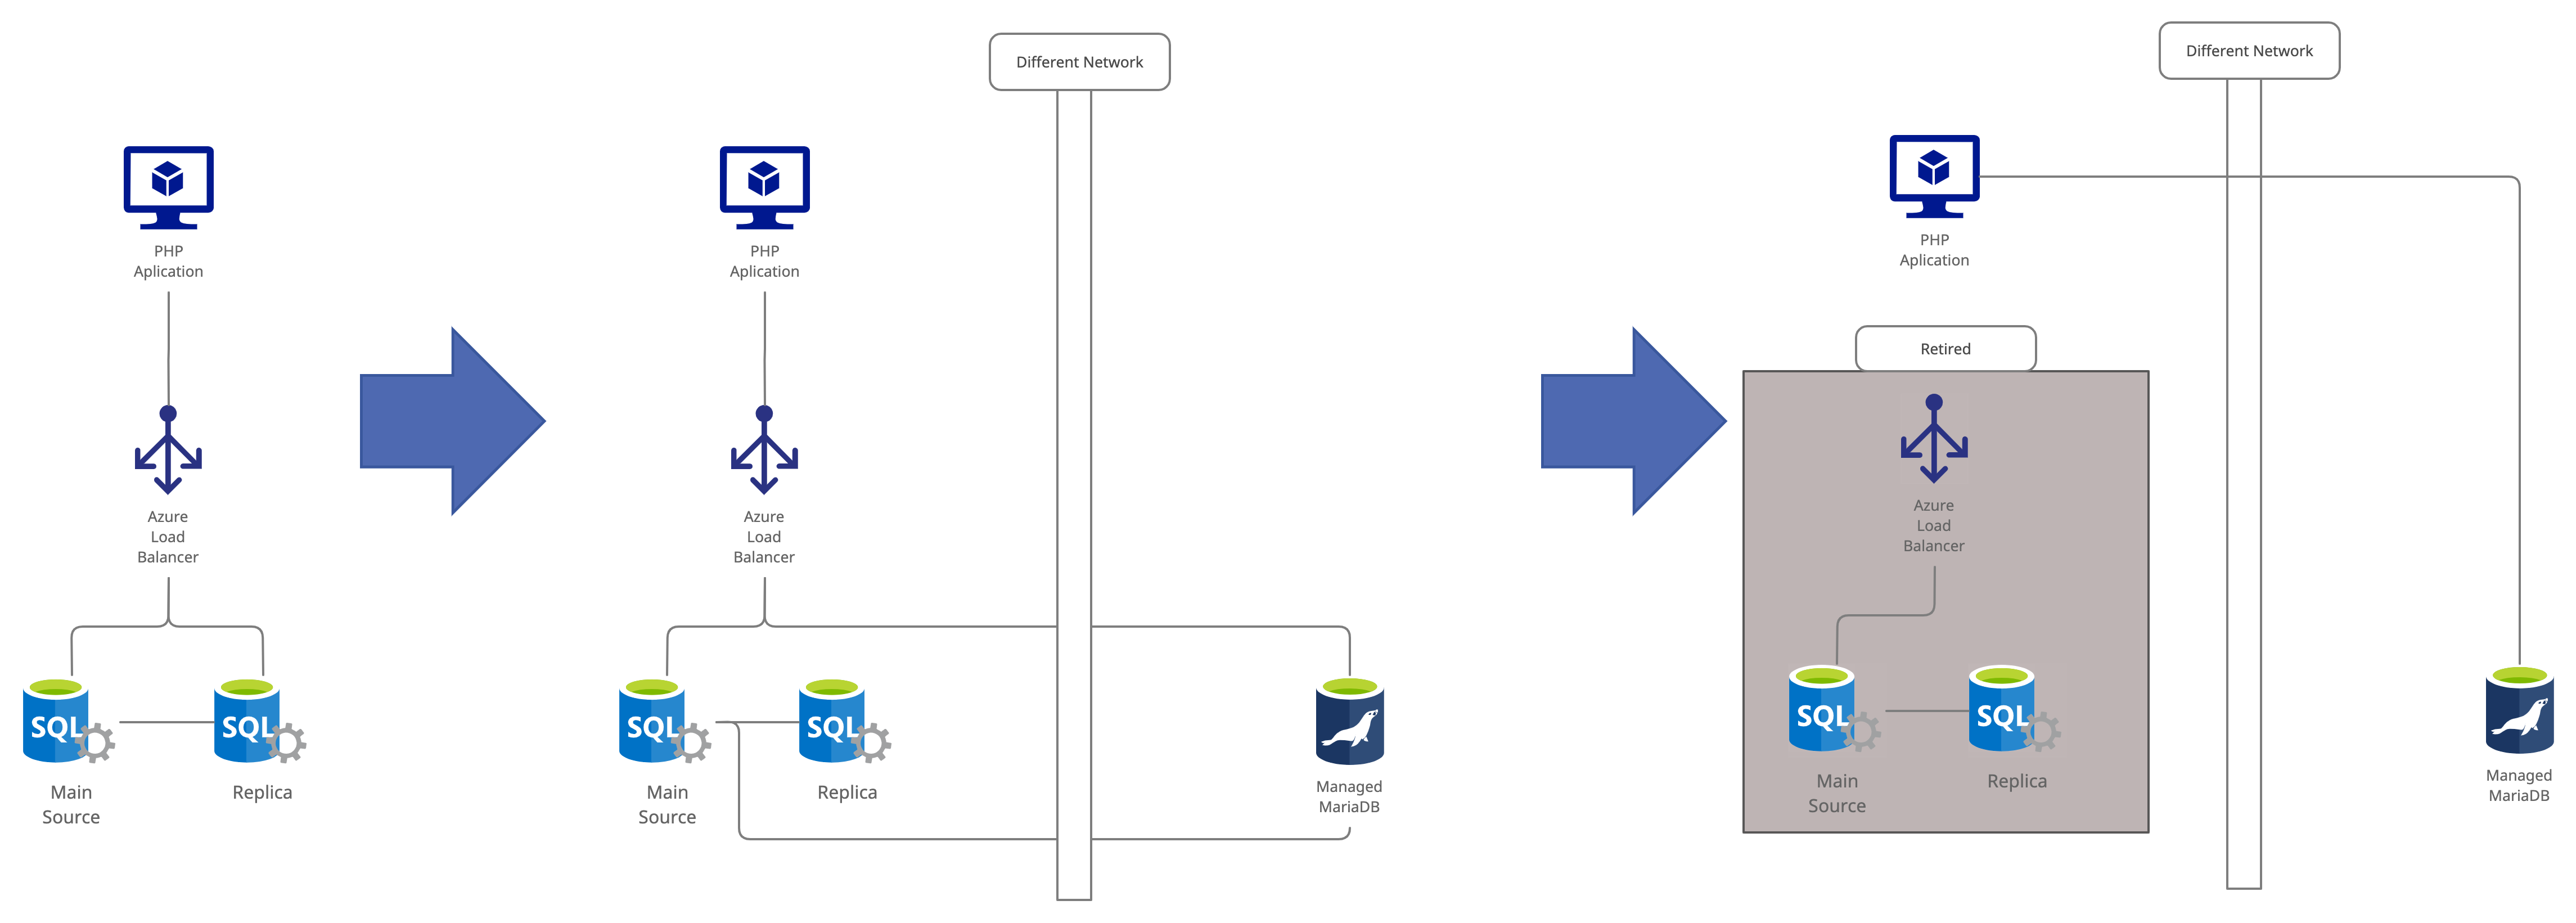 PHP
Aplication
Azure
Load
Balancer
SQL
SQL
Main
Source
Replica
Different Network
PHP
Aplication
Azure
Load
Balancer
SQL
SQL
Main
Source
Replica
Managed
MariaDB
Different Network
PHP
Aplication
Retired
Azure
Load
Balancer
SQL
SQL
Main
Source
Replica
Managed
MariaDB